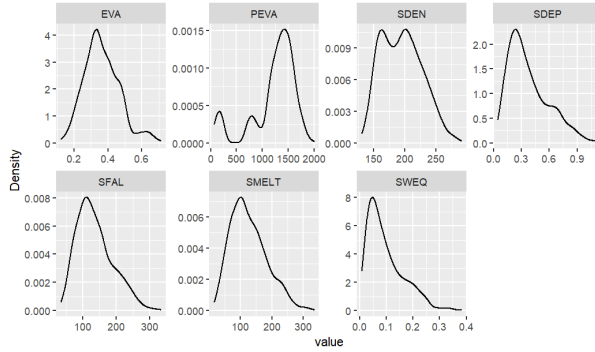 EVA PEVA SDEN SDEP
4 0.0015 0.009 2.0
3 0.0010 0.006 1.5
2 0.0005 0.003 1.0
1 0.0000 0.000 0.5
0 0.0
0.2 0.4 0.6 0 500 1000 1500 2000 150 200 250 0.3 0.6 0.9
Density
SFAL SMELT SWEQ
0.008 0.006 8
0.006 0.004 6
0.004 0.002 4
0.002 0.000 2
0.000 0
100 200 300 100 200 300 0.0 0.1 0.2 0.3 0.4
value